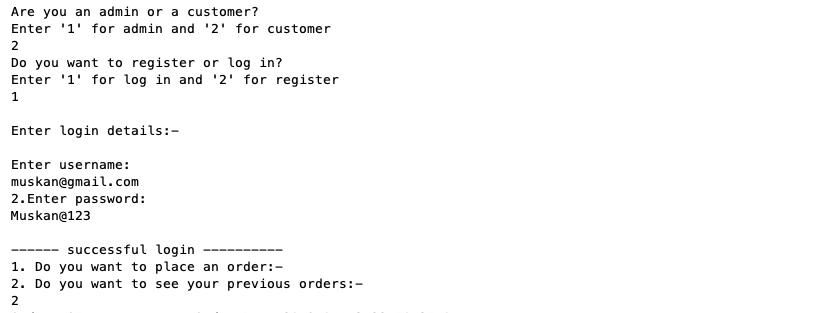 Are you an admin or a customer?
Enter '1' for admin and '2' for customer
2
Do you want to register or log in?
Enter '1' for log in and '2' for register
1
Enter login details:-
Enter username:
muskan@gmail.com
2.Enter password:
Muskan@123
------ successful login ----------
1. Do you want to place an order:-
2. Do you want to see your previous orders:-
2